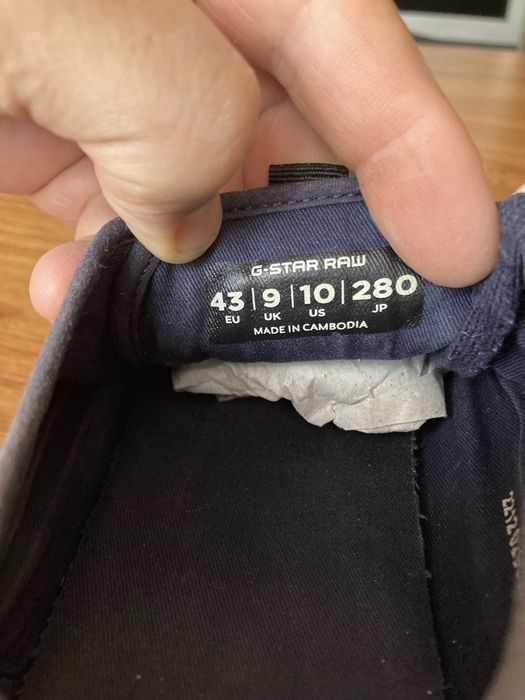 G-STAR RAW
43 | 9 | 10 | 280
EU UK US JP
MADE IN CAMBODIA